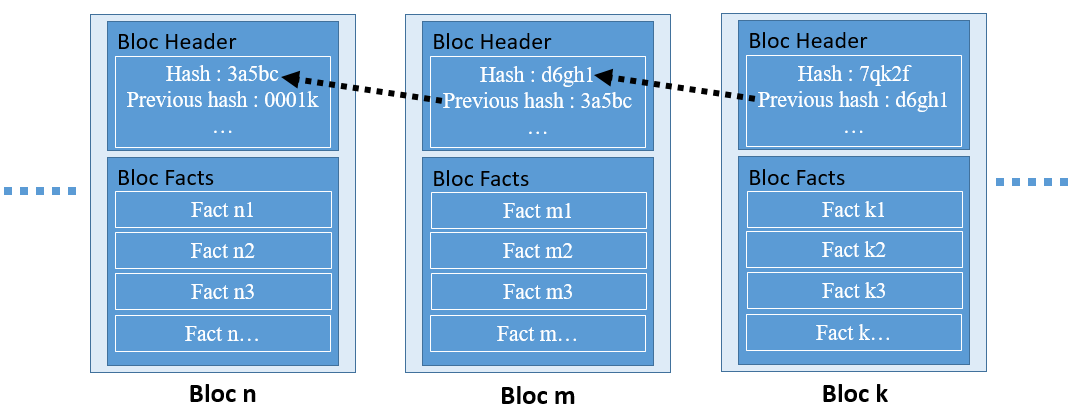 Bloc Header
Hash : 3a5bc
Previous hash : 0001k
…
Bloc Facts
Fact n1
Fact n2
Fact n3
Fact n…
Bloc n
Bloc Header
Hash : d6gh1
Previous hash : 3a5bc
…
Bloc Facts
Fact m1
Fact m2
Fact m3
Fact m…
Bloc m
Bloc Header
Hash : 7qk2f
Previous hash : d6gh1
…
Bloc Facts
Fact k1
Fact k2
Fact k3
Fact k…
Bloc k